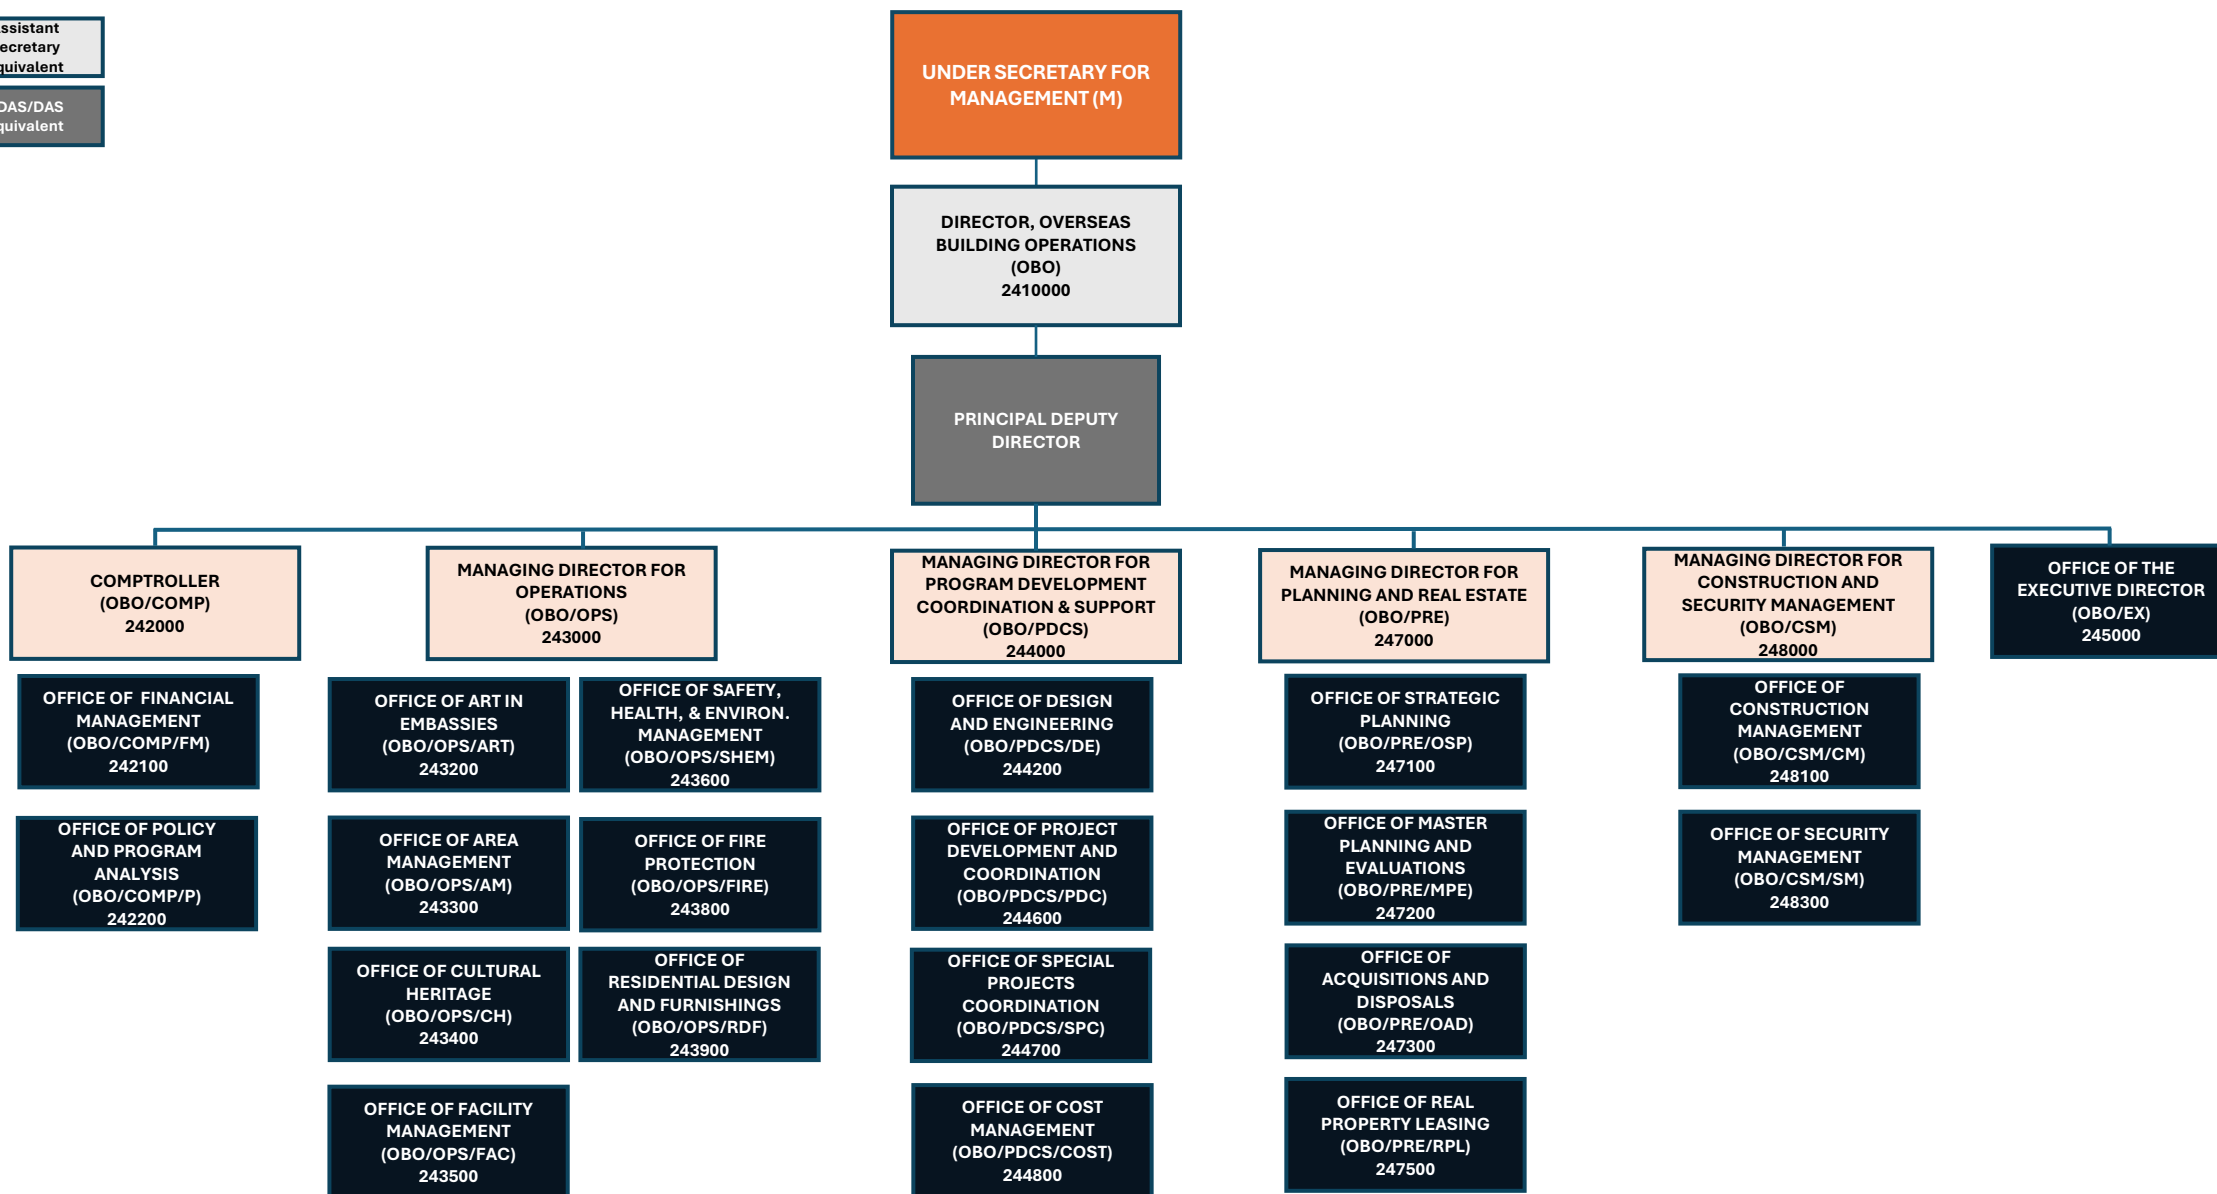 ssistant
ecretary
quivalent
DAS/DAS
quivalent
UNDER SECRETARY FOR
MANAGEMENT (M)
DIRECTOR, OVERSEAS
BUILDING OPERATIONS
(OBO)
2410000
PRINCIPAL DEPUTY
DIRECTOR
COMPTROLLER
(OBO/COMP)
242000
MANAGING DIRECTOR FOR
OPERATIONS
(OBO/OPS)
243000
MANAGING DIRECTOR FOR
PROGRAM DEVELOPMENT
COORDINATION & SUPPORT
(OBO/PDCS)
244000
MANAGING DIRECTOR FOR
PLANNING AND REAL ESTATE
(OBO/PRE)
247000
MANAGING DIRECTOR FOR
CONSTRUCTION AND
SECURITY MANAGEMENT
(OBO/CSM)
248000
OFFICE OF THE
EXECUTIVE DIRECTOR
(OBO/EX)
245000
OFFICE OF FINANCIAL
MANAGEMENT
(OBO/COMP/FM)
242100
OFFICE OF ART IN
EMBASSIES
(OBO/OPS/ART)
243200
OFFICE OF SAFETY,
HEALTH, & ENVIRON.
MANAGEMENT
(OBO/OPS/SHEM)
243600
OFFICE OF DESIGN
AND ENGINEERING
(OBO/PDCS/DE)
244200
OFFICE OF STRATEGIC
PLANNING
(OBO/PRE/OSP)
247100
OFFICE OF
CONSTRUCTION
MANAGEMENT
(OBO/CSM/CM)
248100
OFFICE OF POLICY
AND PROGRAM
ANALYSIS
(OBO/COMP/P)
242200
OFFICE OF AREA
MANAGEMENT
(OBO/OPS/AM)
243300
OFFICE OF FIRE
PROTECTION
(OBO/OPS/FIRE)
243800
OFFICE OF PROJECT
DEVELOPMENT AND
COORDINATION
(OBO/PDCS/PDC)
244600
OFFICE OF MASTER
PLANNING AND
EVALUATIONS
(OBO/PRE/MPE)
247200
OFFICE OF SECURITY
MANAGEMENT
(OBO/CSM/SM)
248300
OFFICE OF CULTURAL
HERITAGE
(OBO/OPS/CH)
243400
OFFICE OF
RESIDENTIAL DESIGN
AND FURNISHINGS
(OBO/OPS/RDF)
243900
OFFICE OF SPECIAL
PROJECTS
COORDINATION
(OBO/PDCS/SPC)
244700
OFFICE OF
ACQUISITIONS AND
DISPOSALS
(OBO/PRE/OAD)
247300
OFFICE OF FACILITY
MANAGEMENT
(OBO/OPS/FAC)
243500
OFFICE OF COST
MANAGEMENT
(OBO/PDCS/COST)
244800
OFFICE OF REAL
PROPERTY LEASING
(OBO/PRE/RPL)
247500